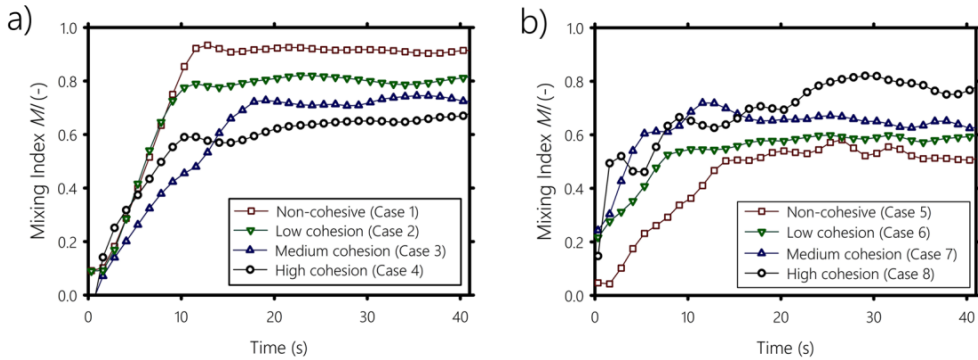 a)
Mixing Index MI (-)
1.0
0.8
0.6
0.4
0.2
0.0
Non-cohesive (Case 1)
Low cohesion (Case 2)
Medium cohesion (Case 3)
High cohesion (Case 4)
0 10 20 30 40
Time (s)
b)
Mixing Index MI (-)
1.0
0.8
0.6
0.4
0.2
0.0
Non-cohesive (Case 5)
Low cohesion (Case 6)
Medium cohesion (Case 7)
High cohesion (Case 8)
0 10 20 30 40
Time (s)